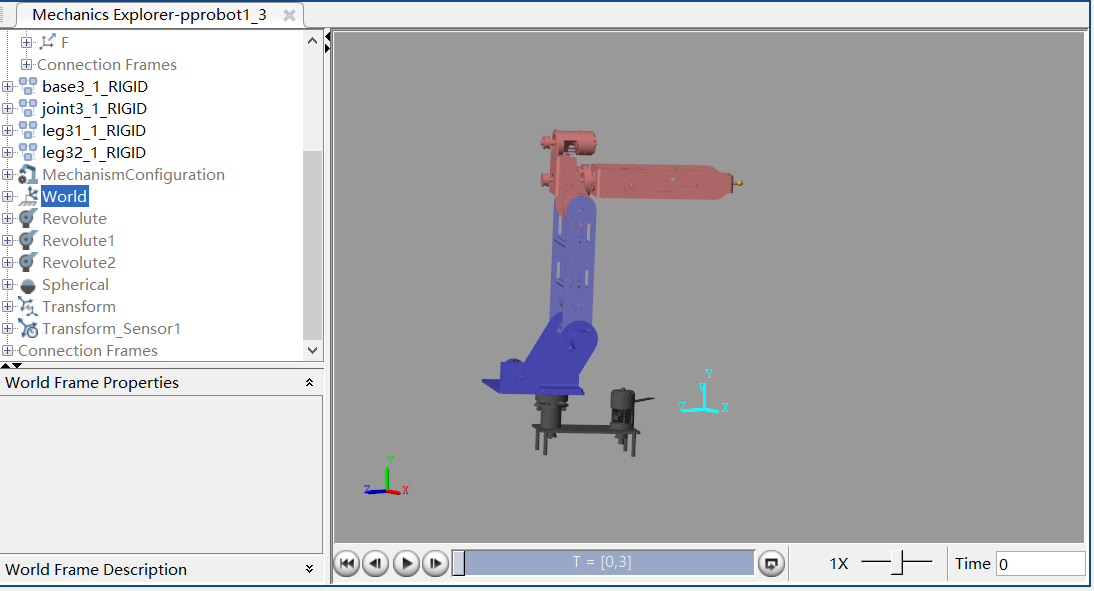 Mechanics Explorer-pprobot1_3
F
Connection Frames
base3_1_RIGID
joint3_1_RIGID
leg31_1_RIGID
leg32_1_RIGID
MechanismConfiguration
World
Revolute
Revolute1
Revolute2
Spherical
Transform
Transform_Sensor1
Connection Frames
World Frame Properties
World Frame Description
Y
W
Z X
Y
Z X
T = [0,3]
1X
Time 0